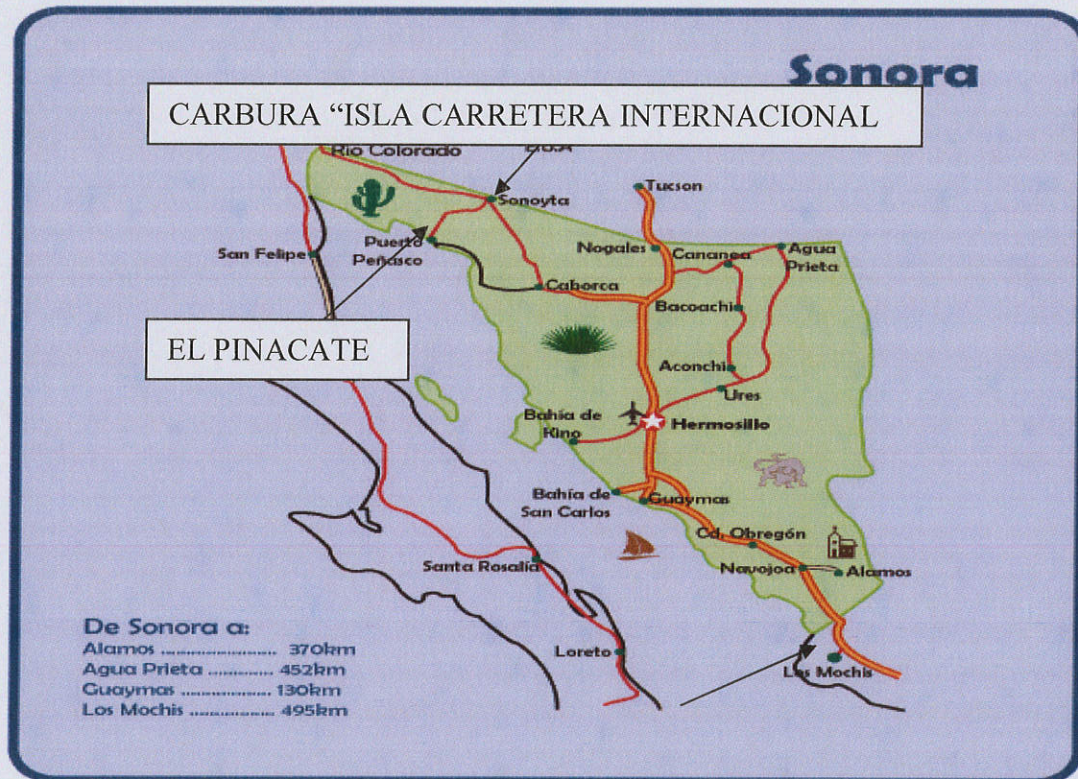 Sonora
CARBURA “ISLA CARRETERA INTERNACIONAL
Río Colorado
Sonoyta
Tucson
Puerto
Peñasco
San Felipe
Nogales
Cananea
Agua
Prieta
Caborca
Bacoachi
EL PINACATE
Aconchi
Ures
Bahía de
Kino
Hermosillo
Bahía de
San Carlos
Guaymas
Cd. Obregón
Santa Rosalía
Navojoa
Alamos
De Sonora a:
Alamos ........................ 370km
Agua Prieta ............. 452km
Guaymas ................... 130km
Los Mochis .................. 495km
Loreto
Los Mochis